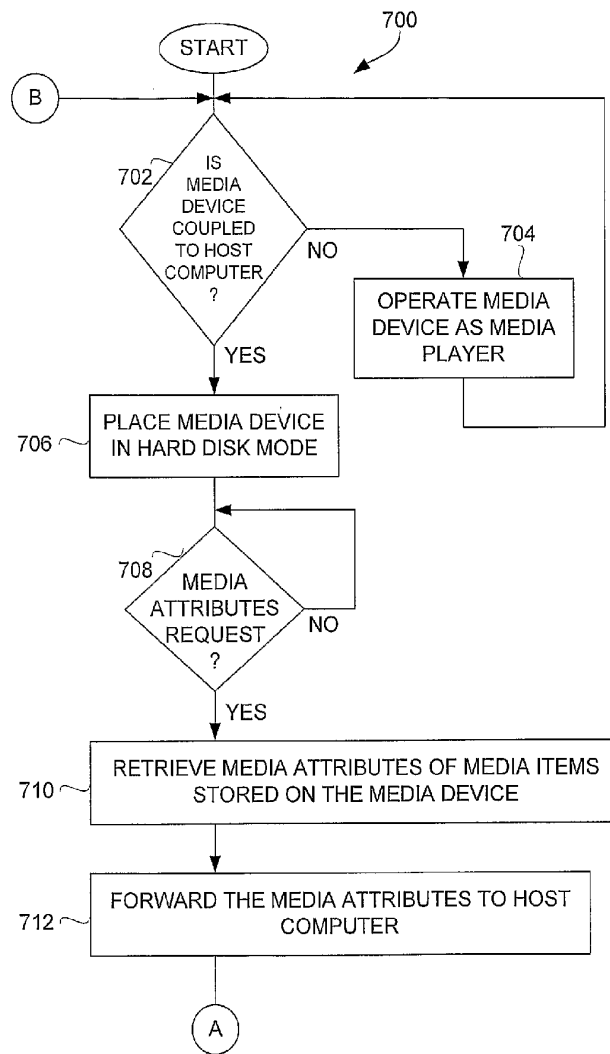 700
START
B
702
IS
MEDIA
DEVICE
COUPLED
TO HOST
COMPUTER
?
NO
704
OPERATE MEDIA
DEVICE AS MEDIA
PLAYER
YES
706
PLACE MEDIA DEVICE
IN HARD DISK MODE
708
MEDIA
ATTRIBUTES
REQUEST
?
NO
YES
710
RETRIEVE MEDIA ATTRIBUTES OF MEDIA ITEMS
STORED ON THE MEDIA DEVICE
712
FORWARD THE MEDIA ATTRIBUTES TO HOST
COMPUTER
A